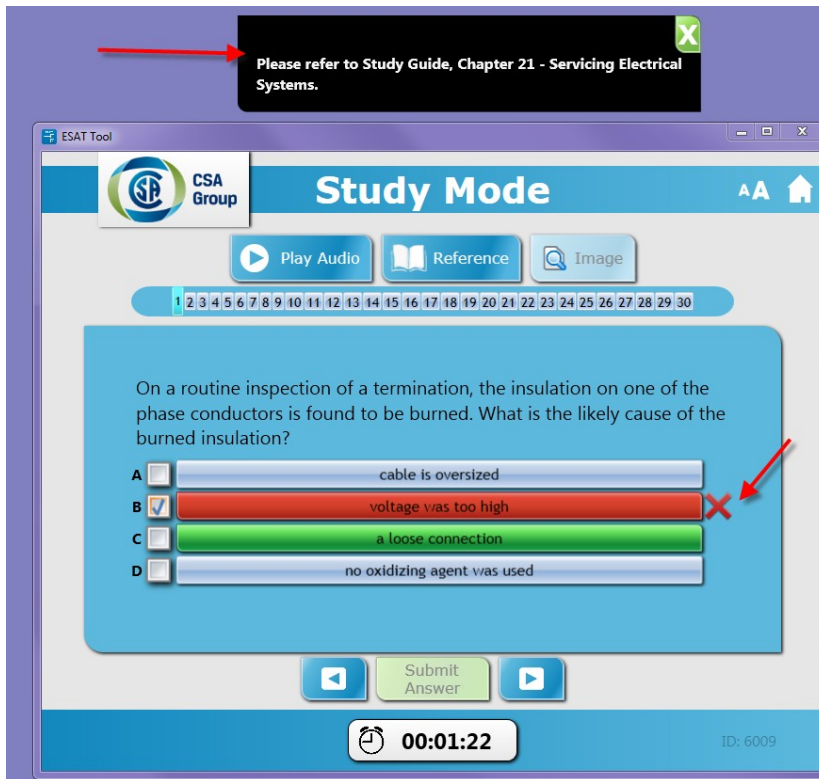 X
Please refer to Study Guide, Chapter 21 - Servicing Electrical
Systems.
ESAT Tool
CSA
Group
Study Mode
AA
Play Audio
Reference
Image
1 2 3 4 5 6 7 8 9 10 11 12 13 14 15 16 17 18 19 20 21 22 23 24 25 26 27 28 29 30
On a routine inspection of a termination, the insulation on one of the
phase conductors is found to be burned. What is the likely cause of the
burned insulation?
A cable is oversized
B voltage was too high
C a loose connection
D no oxidizing agent was used
Submit
Answer
00:01:22
ID: 6009